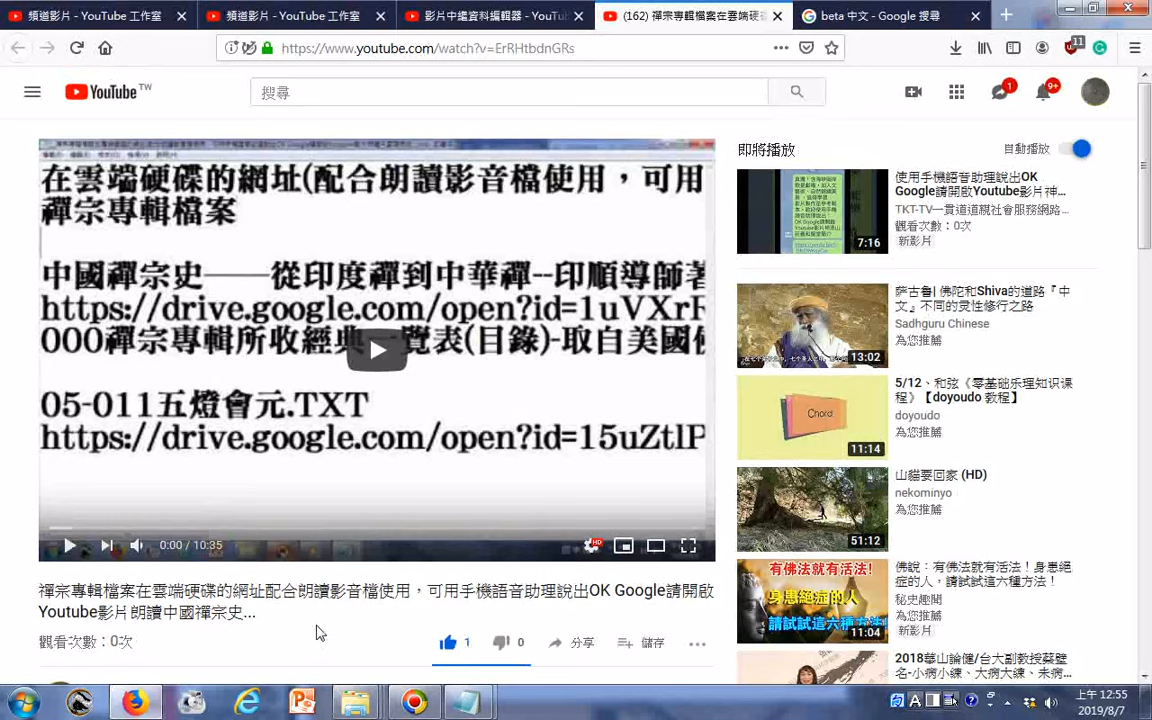 頻道影片 - YouTube 工作室
頻道影片 - YouTube 工作室
影片中繼資料編輯器 - YouTu
(162) 禪宗專輯檔案在雲端硬
beta 中文 - Google 搜尋
https://www.youtube.com/watch?v=ErRHtbdnGRs
11
YouTube TW
搜尋
1
9+
在雲端硬碟的網址(配合朗讀影音檔使用，可用
禪宗專輯檔案
中國禪宗史——從印度禪到中華禪--印順導師著
https://drive.google.com/open?id=1uVXrF
000禪宗專輯所收經典一覽表(目錄)-取自美國
05-011五燈會元.TXT
https://drive.google.com/open?id=15uZtlP
0:00 / 10:35
HD
禪宗專輯檔案在雲端硬碟的網址配合朗讀影音檔使用，可用手機語音助理說出OK Google請開啟
Youtube影片朗讀中國禪宗史...
觀看次數：0次
1
0
分享
儲存
即將播放
自動播放
7:16
使用手機語音助理說出OK
Google請開啟Youtube影片神...
TKT-TV一貫道道親社會服務網路...
觀看次數：0次
新影片
13:02
萨古鲁| 佛陀和Shiva的道路『中
文』不同的灵性修行之路
Sadhguru Chinese
為您推薦
Chord
11:14
5/12、和弦《零基础乐理知识课
程》【doyoudo 教程】
doyoudo
為您推薦
51:12
山貓要回家 (HD)
nekominyo
為您推薦
有佛法就有活法!
身患絕症的人
請試試這六種方法!
11:04
佛說：有佛法就有活法！身患絕
症的人，請試試這六種方法！
秘史趣聞
為您推薦
新影片
2018華山論健/台大副教授蔡璧
名-小病小練、大病大練、未病...
上午 12:55
2019/8/7